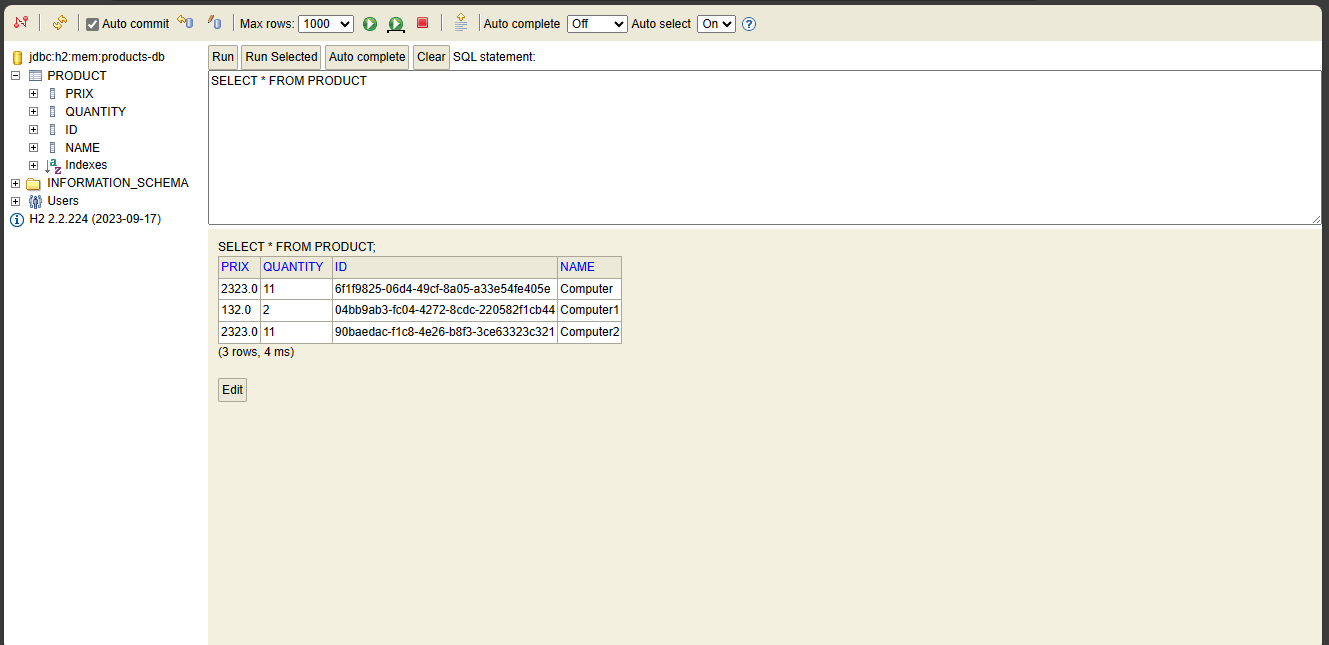 Auto commit Max rows: 1000 Auto complete Off Auto select On
jdbc:h2:mem:products-db
PRODUCT
PRIX
QUANTITY
ID
NAME
Indexes
INFORMATION_SCHEMA
Users
H2 2.2.224 (2023-09-17)
Run Run Selected Auto complete Clear SQL statement:
SELECT * FROM PRODUCT
SELECT * FROM PRODUCT;
PRIX QUANTITY ID NAME
2323.0 11 6f1f9825-06d4-49cf-8a05-a33e54fe405e Computer
132.0 2 04bb9ab3-fc04-4272-8cdc-220582f1cb44 Computer1
2323.0 11 90baedac-f1c8-4e26-b8f3-3ce63323c321 Computer2
(3 rows, 4 ms)
Edit